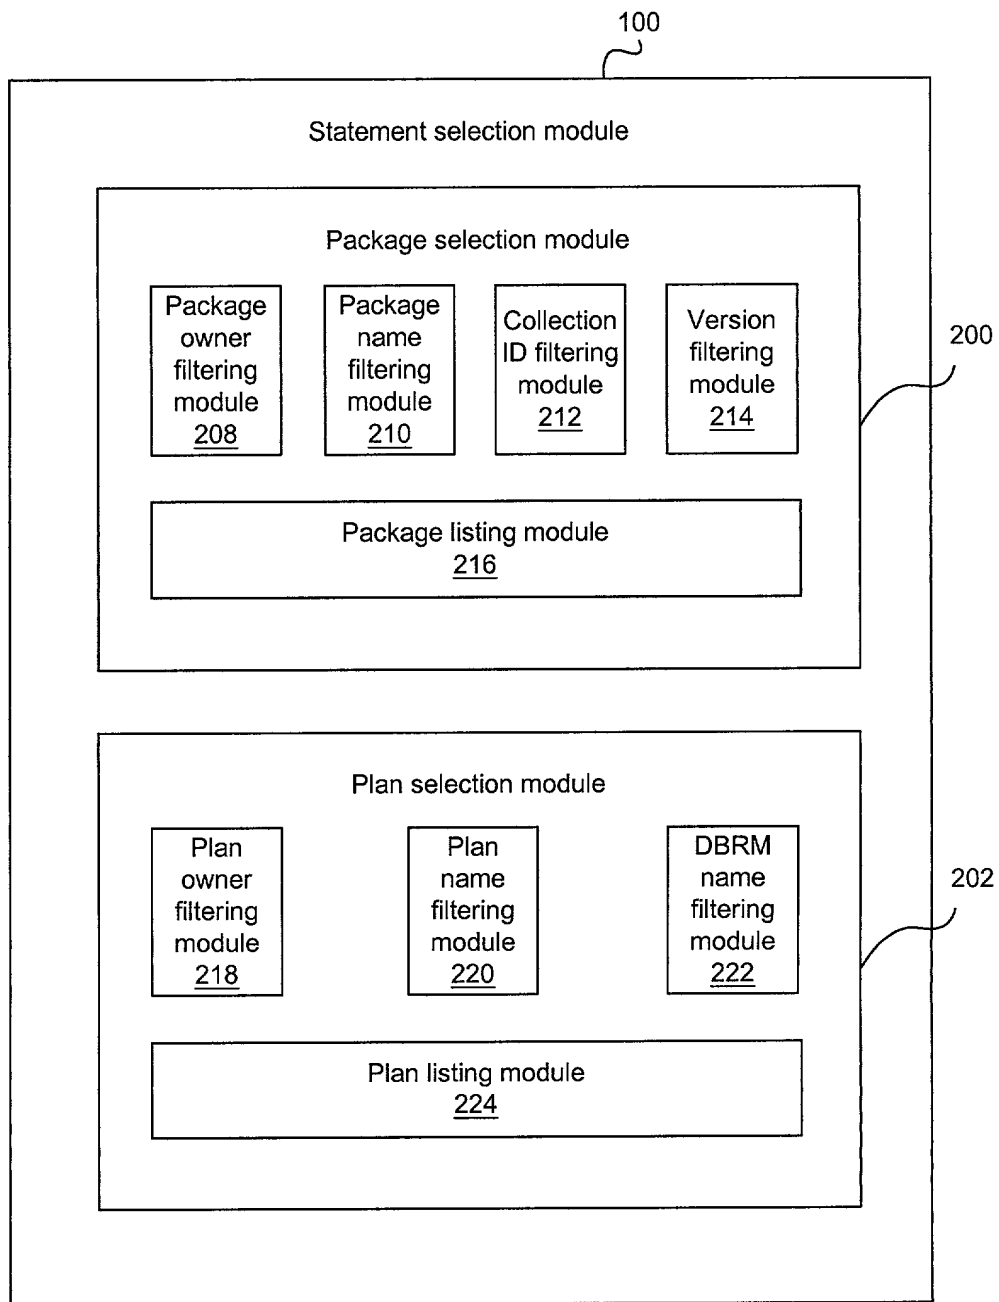 100
Statement selection module
Package selection module
Package
owner
filtering
module
208
Package
name
filtering
module
210
Collection
ID filtering
module
212
Version
filtering
module
214
200
Package listing module
216
Plan selection module
Plan
owner
filtering
module
218
Plan
name
filtering
module
220
DBRM
name
filtering
module
222
202
Plan listing module
224